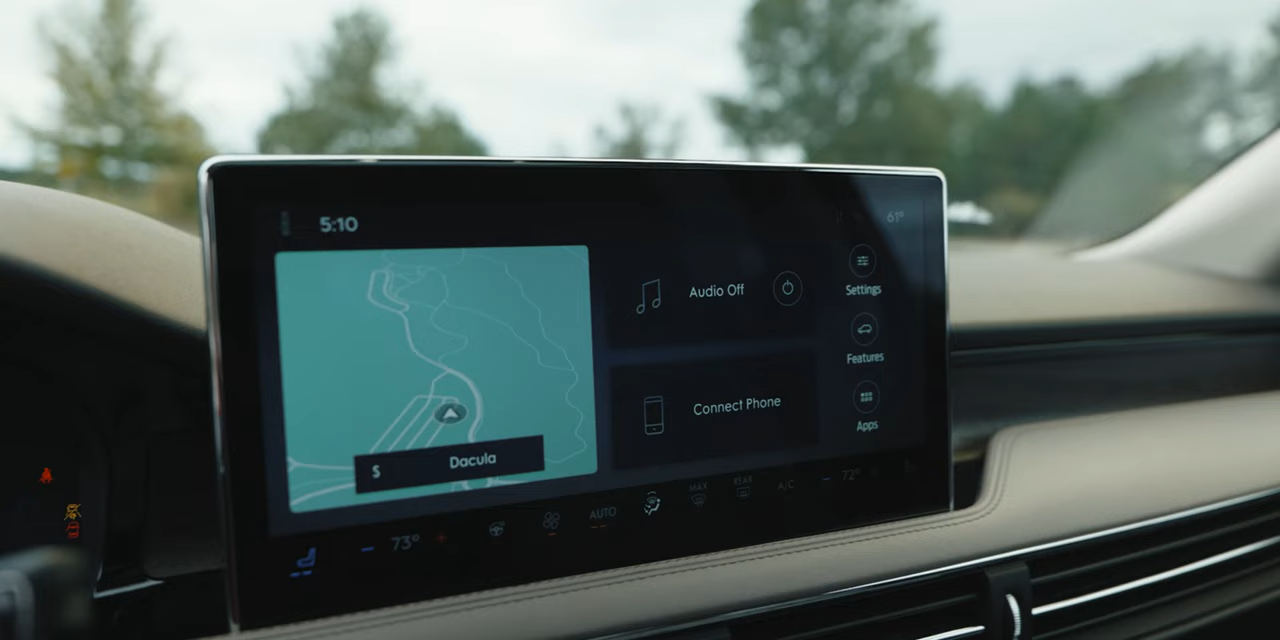 5:10
61°
Audio Off
Settings
Features
Connect Phone
Apps
S
Dacula
73°
AUTO
MAX
REAR
A/C
72°